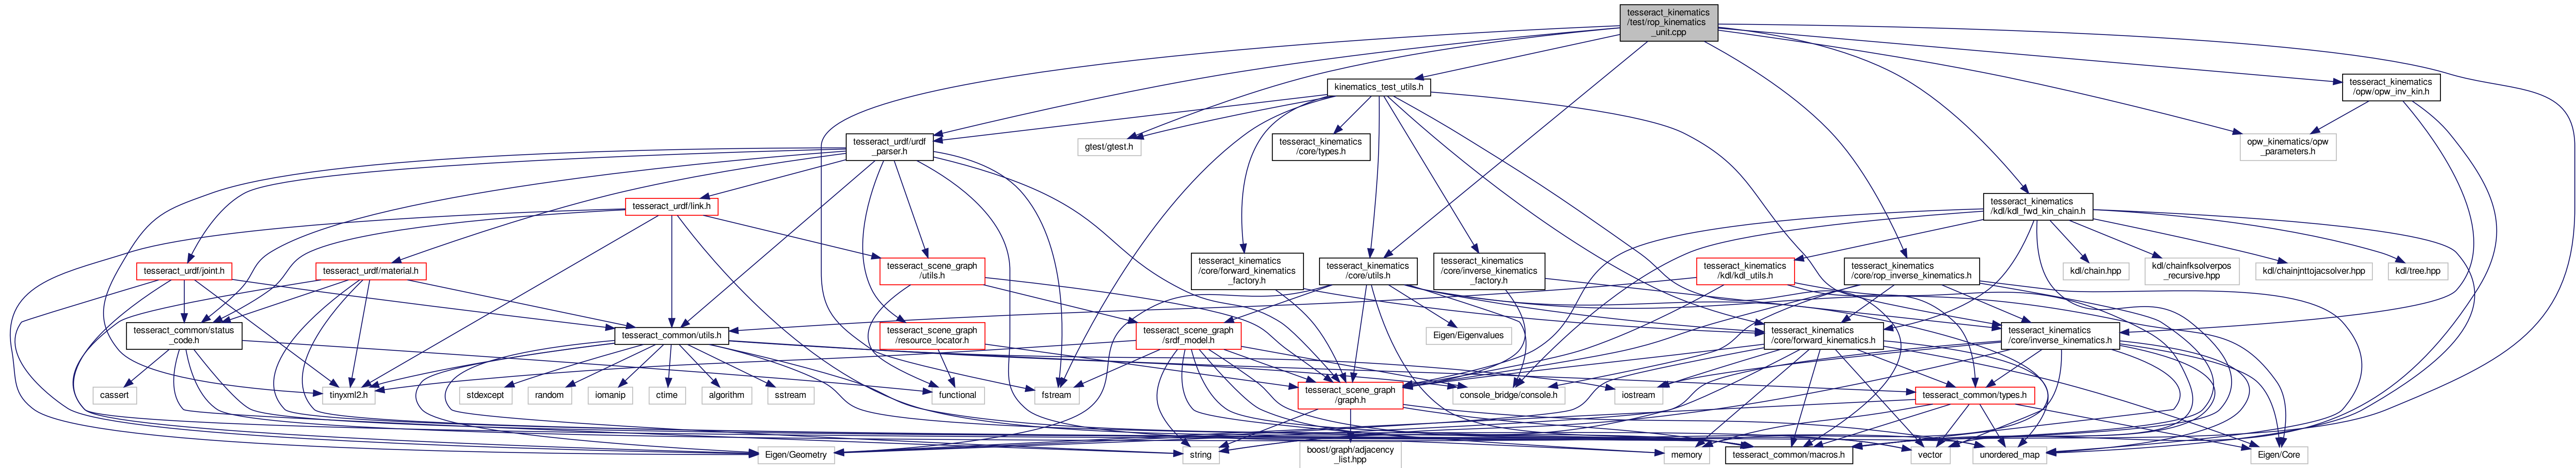 tesseract_kinematics
/test/rop_kinematics
_unit.cpp
kinematics_test_utils.h
tesseract_kinematics
/opw/opw_inv_kin.h
tesseract_urdf/urdf
_parser.h
gtest/gtest.h
tesseract_kinematics
/core/types.h
opw_kinematics/opw
_parameters.h
tesseract_urdf/link.h
tesseract_kinematics
/kdl/kdl_fwd_kin_chain.h
tesseract_urdf/joint.h
tesseract_urdf/material.h
tesseract_scene_graph
/utils.h
tesseract_kinematics
/core/forward_kinematics
_factory.h
tesseract_kinematics
/core/utils.h
tesseract_kinematics
/core/inverse_kinematics
_factory.h
tesseract_kinematics
/kdl/kdl_utils.h
tesseract_kinematics
/core/rop_inverse_kinematics.h
kdl/chain.hpp
kdl/chainfksolverpos
_recursive.hpp
kdl/chainjnttojacsolver.hpp
kdl/tree.hpp
tesseract_common/status
_code.h
tesseract_common/utils.h
tesseract_scene_graph
/resource_locator.h
tesseract_scene_graph
/srdf_model.h
Eigen/Eigenvalues
tesseract_kinematics
/core/forward_kinematics.h
tesseract_kinematics
/core/inverse_kinematics.h
cassert
tinyxml2.h
stdexcept
random
iomanip
ctime
algorithm
sstream
functional
fstream
tesseract_scene_graph
/graph.h
console_bridge/console.h
iostream
tesseract_common/types.h
Eigen/Geometry
string
boost/graph/adjacency
_list.hpp
memory
tesseract_common/macros.h
vector
unordered_map
Eigen/Core